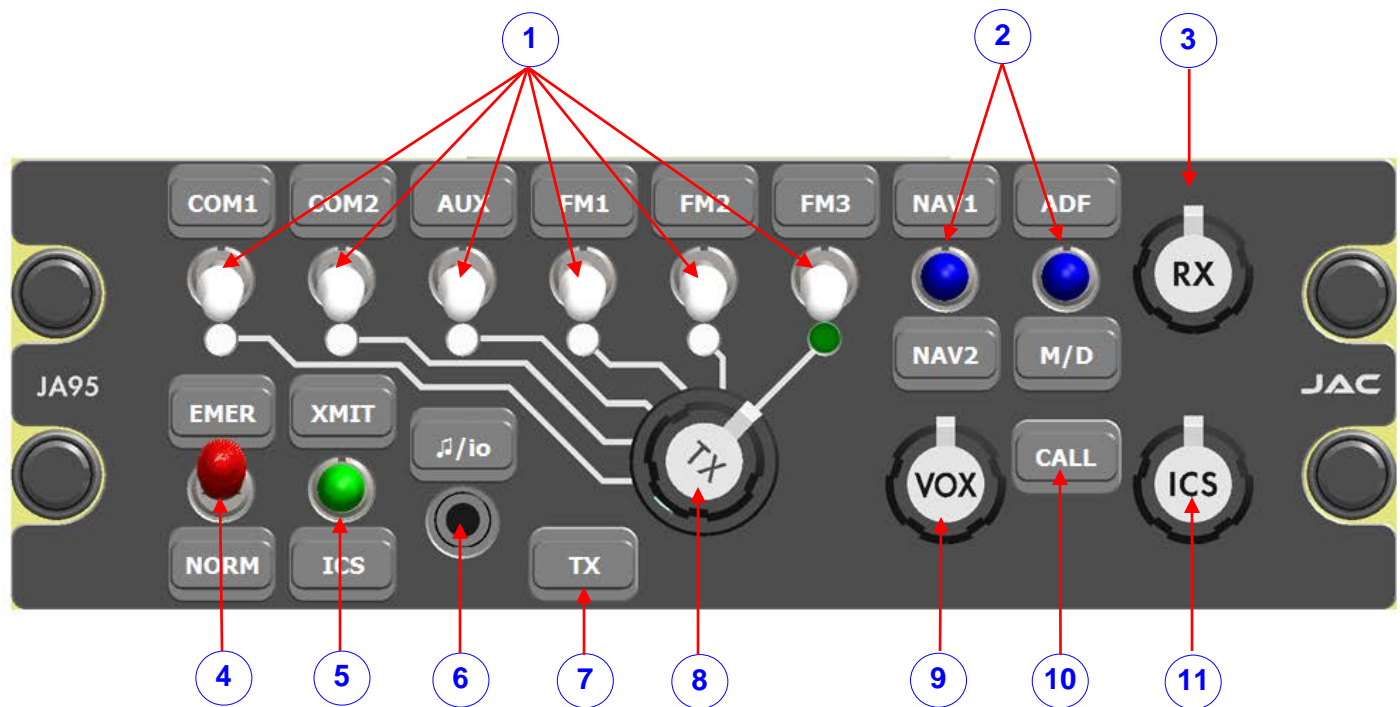 1 2 3
COM1 COM2 AUX FM1 FM2 FM3 NAV1 ADF
RX
NAV2 M/D
JA95
JAC
EMER XMIT ♫/io
CALL
TX
VOX
ICS
NORM ICS TX
4 5 6 7 8 9 10 11